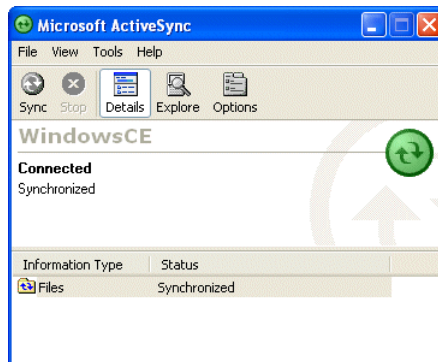 Microsoft ActiveSync
File View Tools Help
Sync Stop Details Explore Options
WindowsCE
Connected
Synchronized
Information Type Status
Files Synchronized